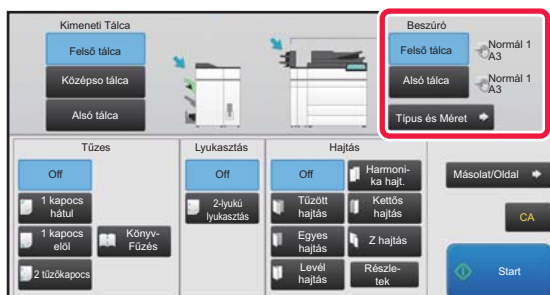 Kimeneti Tálca
Felső tálca
Középso tálca
Alsó tálca
Beszúró
Felső tálca
Normál 1
A3
Alsó tálca
Normál 1
A3
Típus és Méret
Tűzes
Off
1 kapocs
hátul
1 kapocs
elöl
Könyv-
Fűzés
2 tűzőkapocs
Lyukasztás
Off
2-lyukú
lyukasztás
Hajtás
Off
Harmoni-
ka hajt.
Tűzött
hajtás
Kettős
hajtás
Egyes
hajtás
Z hajtás
Levél
hajtás
Részle-
tek
Másolat/Oldal
CA
Start